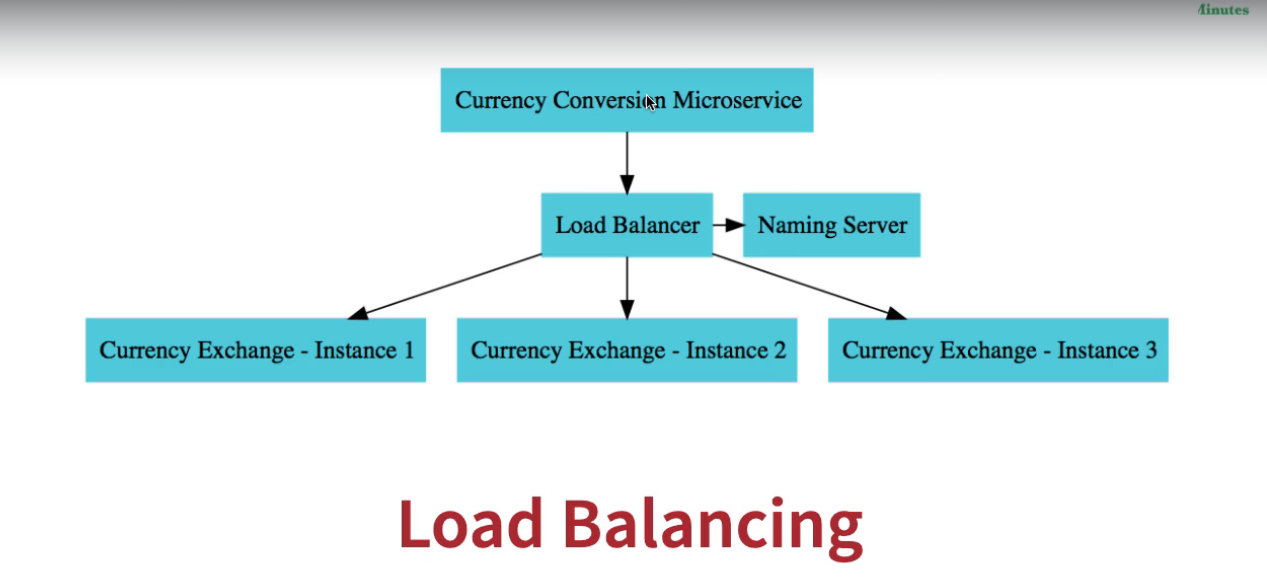 Minutes
Currency Conversion Microservice
Load Balancer
Naming Server
Currency Exchange - Instance 1
Currency Exchange - Instance 2
Currency Exchange - Instance 3
Load Balancing